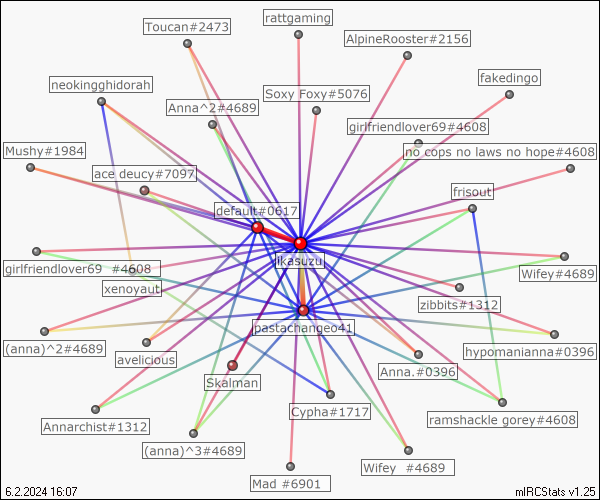 rattgaming
Toucan#2473
AlpineRooster#2156
fakedingo
neokingghidorah
Soxy Foxy#5076
Anna^2#4689
girlfriendlover69#4608
Mushy#1984
no cops no laws no hope#4608
ace deucy#7097
frisout
default#0617
ikasuzu
girlfriendlover69 #4608
Wifey#4689
xenoyaut
zibbits#1312
pastachangeo41
(anna)^2#4689
avelicious
hypomanianna#0396
Anna.#0396
Skalman
Cypha#1717
ramshackle gorey#4608
Annarchist#1312
(anna)^3#4689
Wifey #4689
Mad #6901
6.2.2024 16:07
mIRCStats v1.25